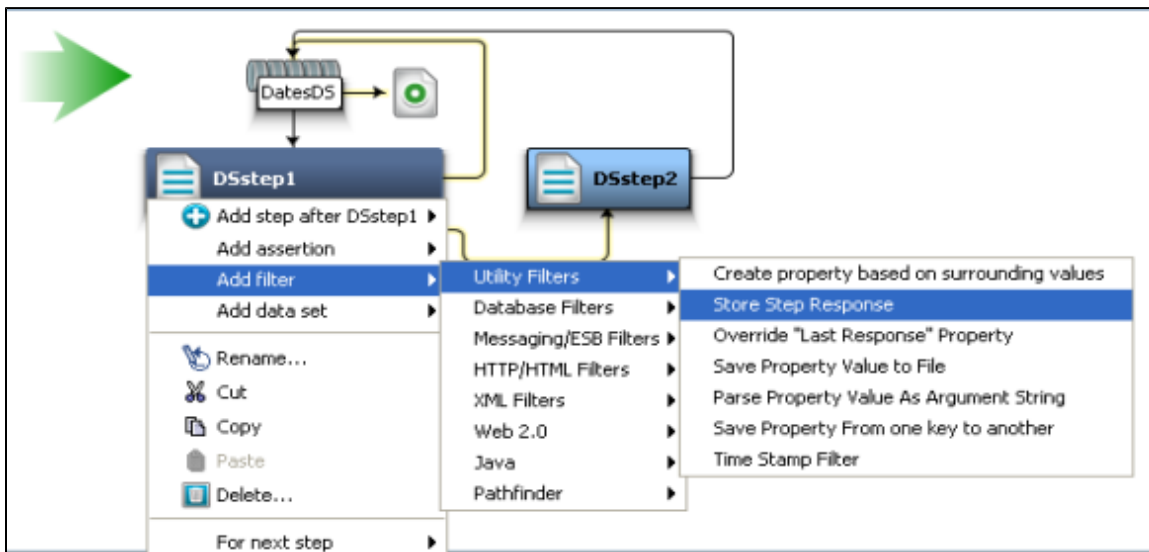 DatesDS
DSstep1
DSstep2
Add step after DSstep1
Add assertion
Add filter
Add data set
Rename...
Cut
Copy
Paste
Delete...
For next step
Utility Filters
Database Filters
Messaging/ESB Filters
HTTP/HTML Filters
XML Filters
Web 2.0
Java
Pathfinder
Create property based on surrounding values
Store Step Response
Override "Last Response" Property
Save Property Value to File
Parse Property Value As Argument String
Save Property From one key to another
Time Stamp Filter